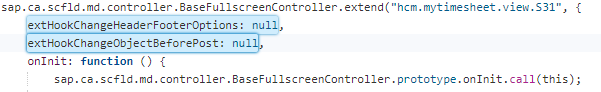 sap.ca.scfld.md.controller.BaseFullscreenController.extend("hcm.mytimesheet.view.S31", {
extHookChangeHeaderFooterOptions: null,
extHookChangeObjectBeforePost: null,
onInit: function () {
sap.ca.scfld.md.controller.BaseFullscreenController.prototype.onInit.call(this);